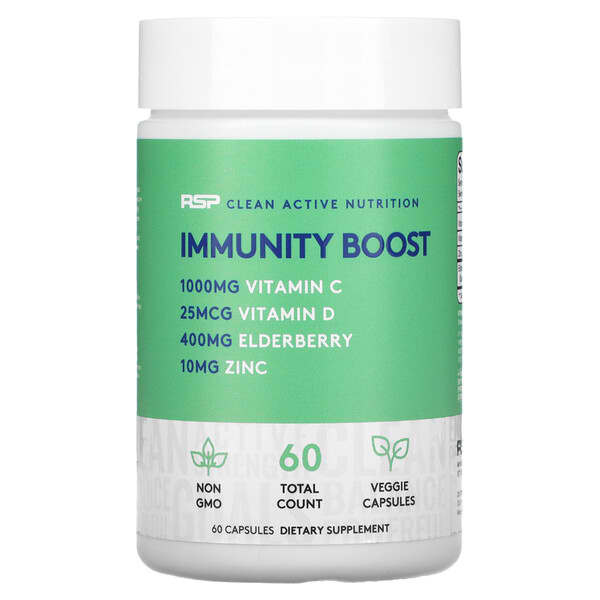 RSP CLEAN ACTIVE NUTRITION
IMMUNITY BOOST
1000MG VITAMIN C
25MCG VITAMIN D
400MG ELDERBERRY
10MG ZINC
NON GMO
60 TOTAL COUNT
VEGGIE CAPSULES
60 CAPSULES DIETARY SUPPLEMENT